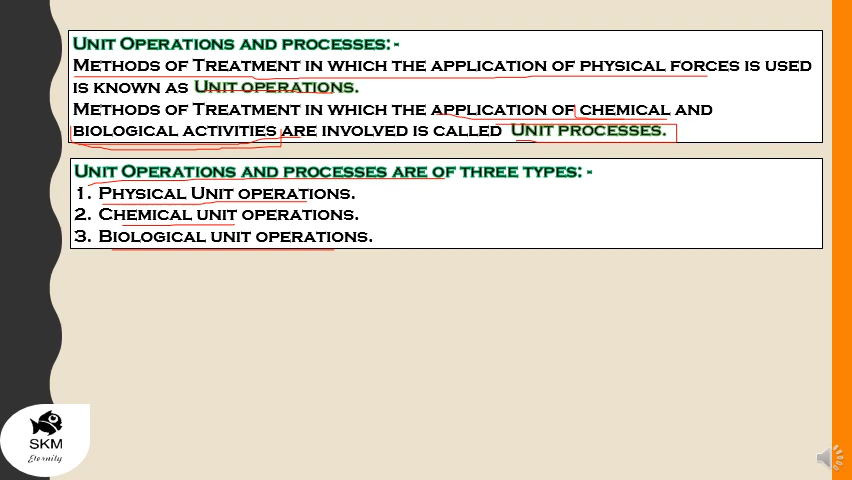 Unit Operations and processes:-
Methods of Treatment in which the application of physical forces is used
is known as Unit operations.
Methods of Treatment in which the application of chemical and
biological activities are involved is called Unit processes.
Unit Operations and processes are of three types:-
1. Physical Unit operations.
2. Chemical unit operations.
3. Biological unit operations.
SKM
Eternity